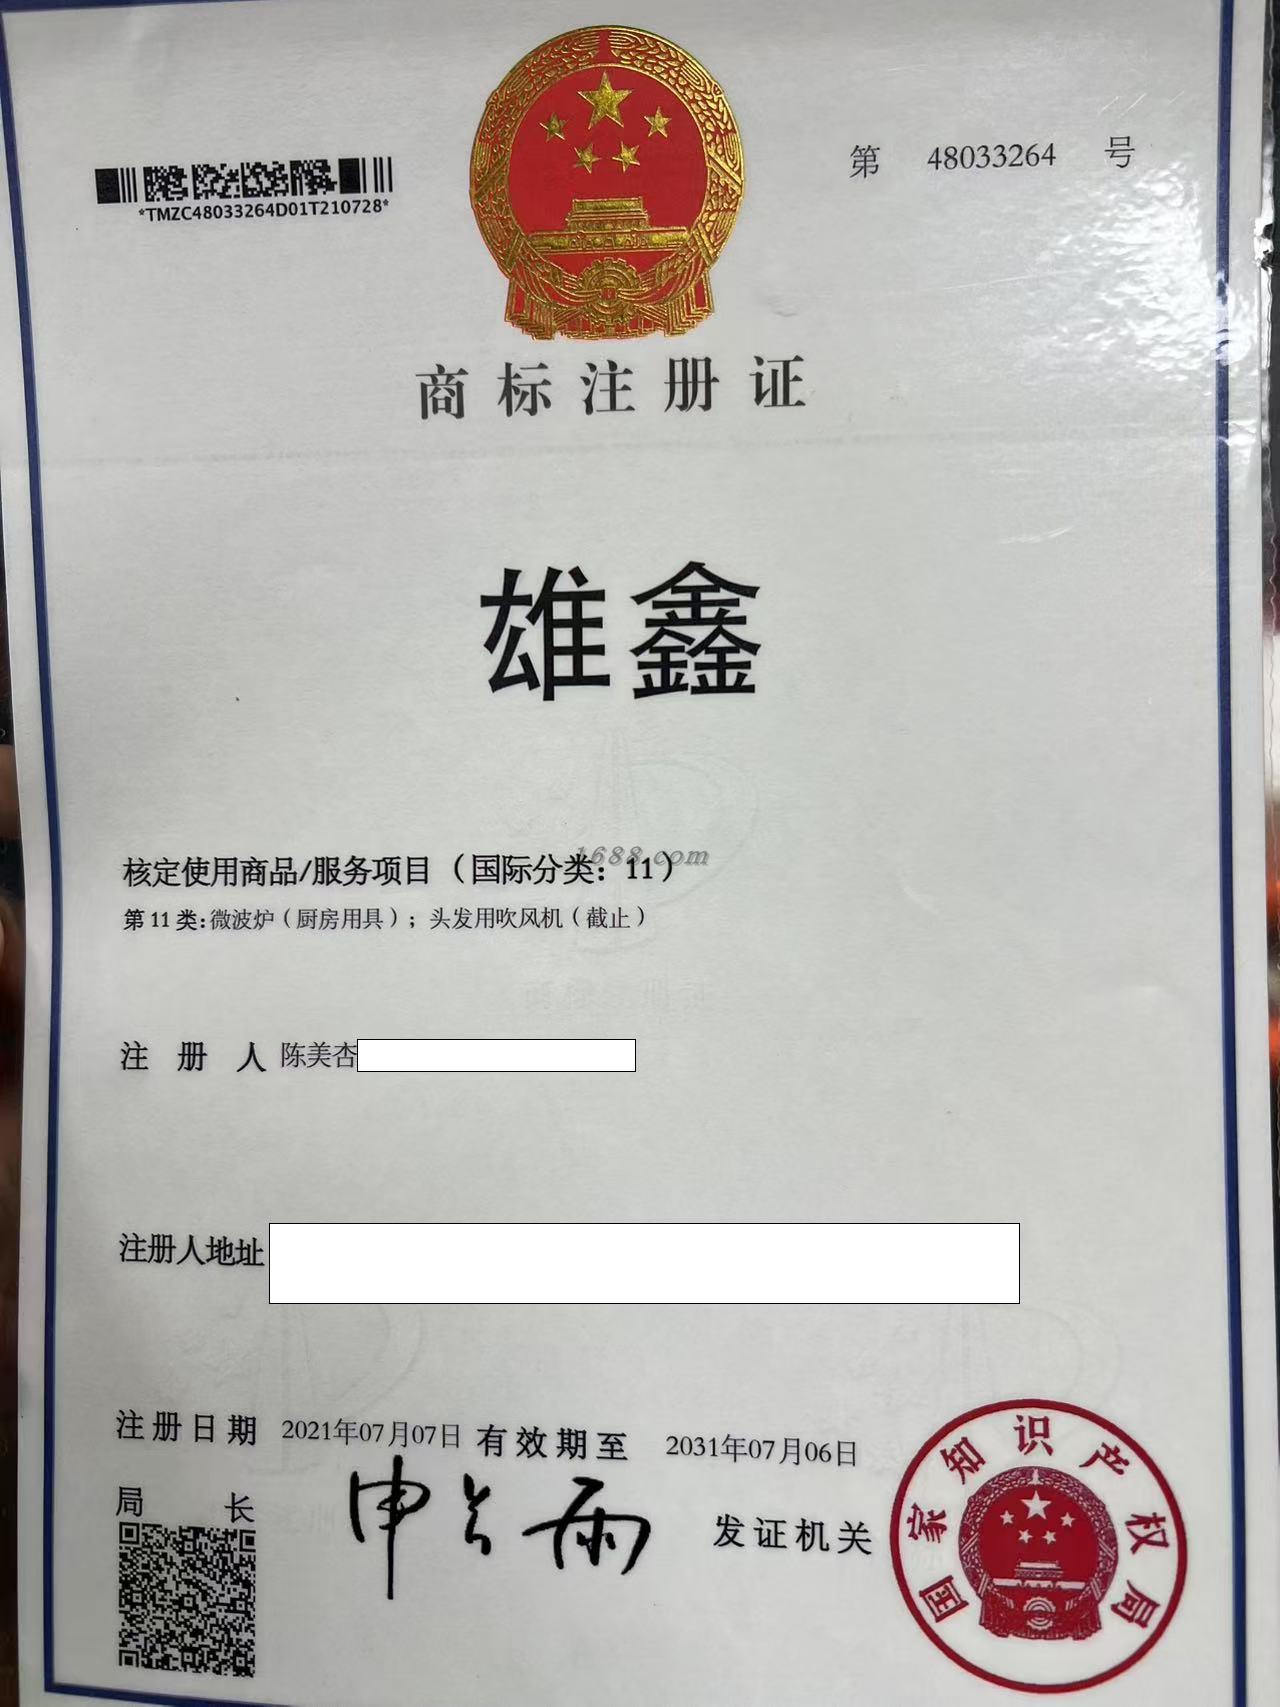 第 48033264 号
*TMZC48033264D01T210728*
商标注册证
雄鑫
1688.com
核定使用商品/服务项目（国际分类：11）
第11类:微波炉（厨房用具）；头发用吹风机（截止）
注册人 陈美杏
注册人地址
注册日期 2021年07月07日 有效期至 2031年07月06日
局长 申长雨
发证机关
国家知识产权局